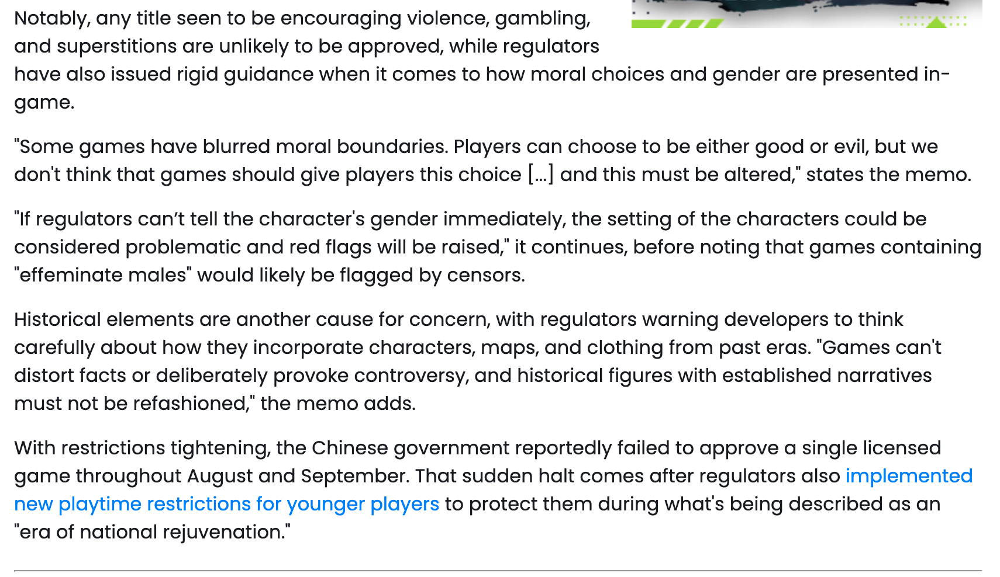 Notably, any title seen to be encouraging violence, gambling,
and superstitions are unlikely to be approved, while regulators
have also issued rigid guidance when it comes to how moral choices and gender are presented in-
game.
"Some games have blurred moral boundaries. Players can choose to be either good or evil, but we
don't think that games should give players this choice [...] and this must be altered," states the memo.
"If regulators can’t tell the character's gender immediately, the setting of the characters could be
considered problematic and red flags will be raised," it continues, before noting that games containing
"effeminate males" would likely be flagged by censors.
Historical elements are another cause for concern, with regulators warning developers to think
carefully about how they incorporate characters, maps, and clothing from past eras. "Games can't
distort facts or deliberately provoke controversy, and historical figures with established narratives
must not be refashioned," the memo adds.
With restrictions tightening, the Chinese government reportedly failed to approve a single licensed
game throughout August and September. That sudden halt comes after regulators also implemented
new playtime restrictions for younger players to protect them during what's being described as an
"era of national rejuvenation."